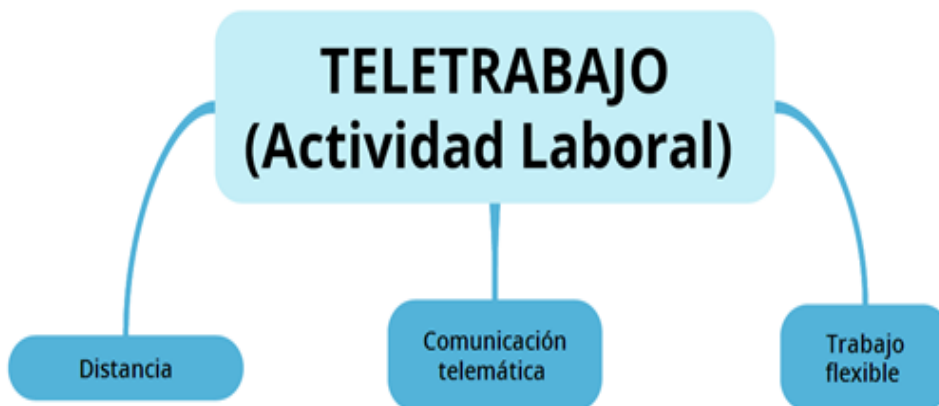 TELETRABAJO
(Actividad Laboral)
Distancia
Comunicación
telemática
Trabajo
flexible